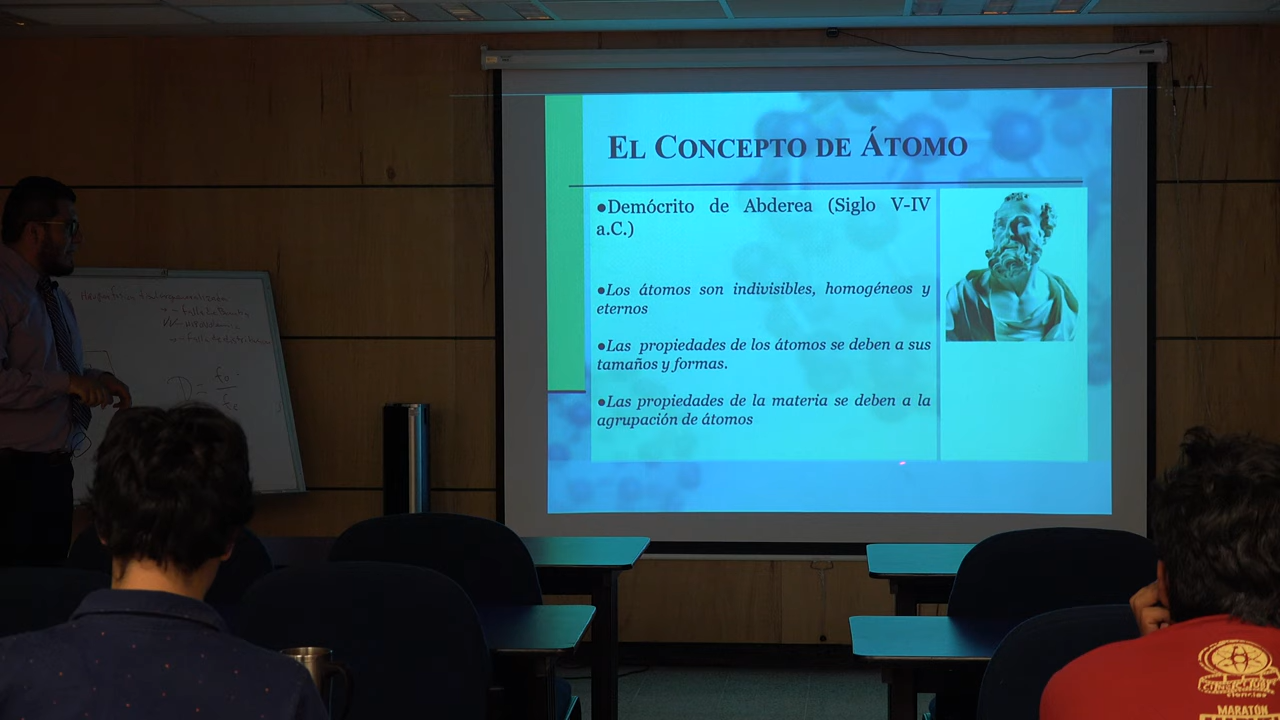 EL CONCEPTO DE ÁTOMO
●Demócrito de Abderea (Siglo V-IV
a.C.)
●Los átomos son indivisibles, homogéneos y
eternos
●Las propiedades de los átomos se deben a sus
tamaños y formas.
●Las propiedades de la materia se deben a la
agrupación de átomos
MARATÓN